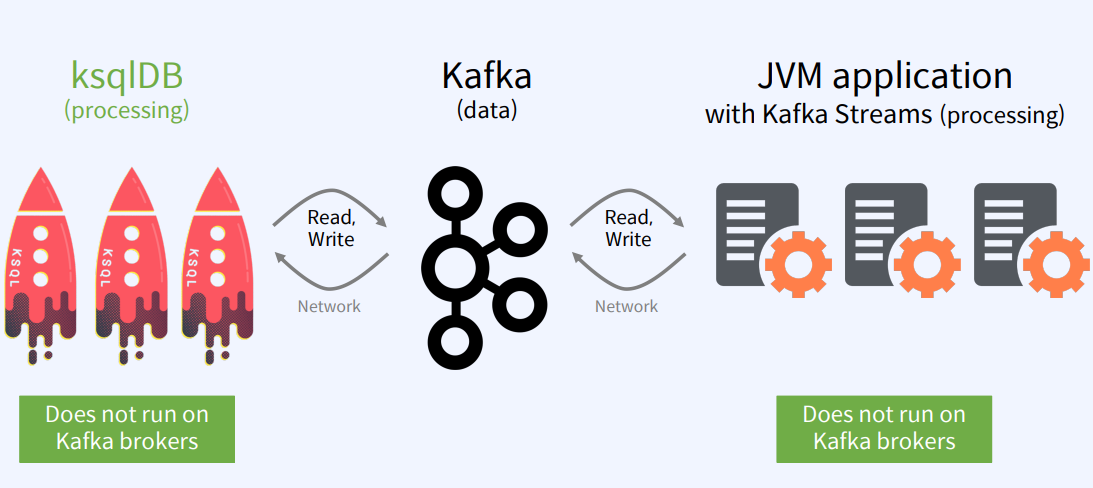 ksqlDB
(processing)
Kafka
(data)
JVM application
with Kafka Streams (processing)
KSQL
KSQL
KSQL
Read,
Write
Network
Read,
Write
Network
Does not run on
Kafka brokers
Does not run on
Kafka brokers